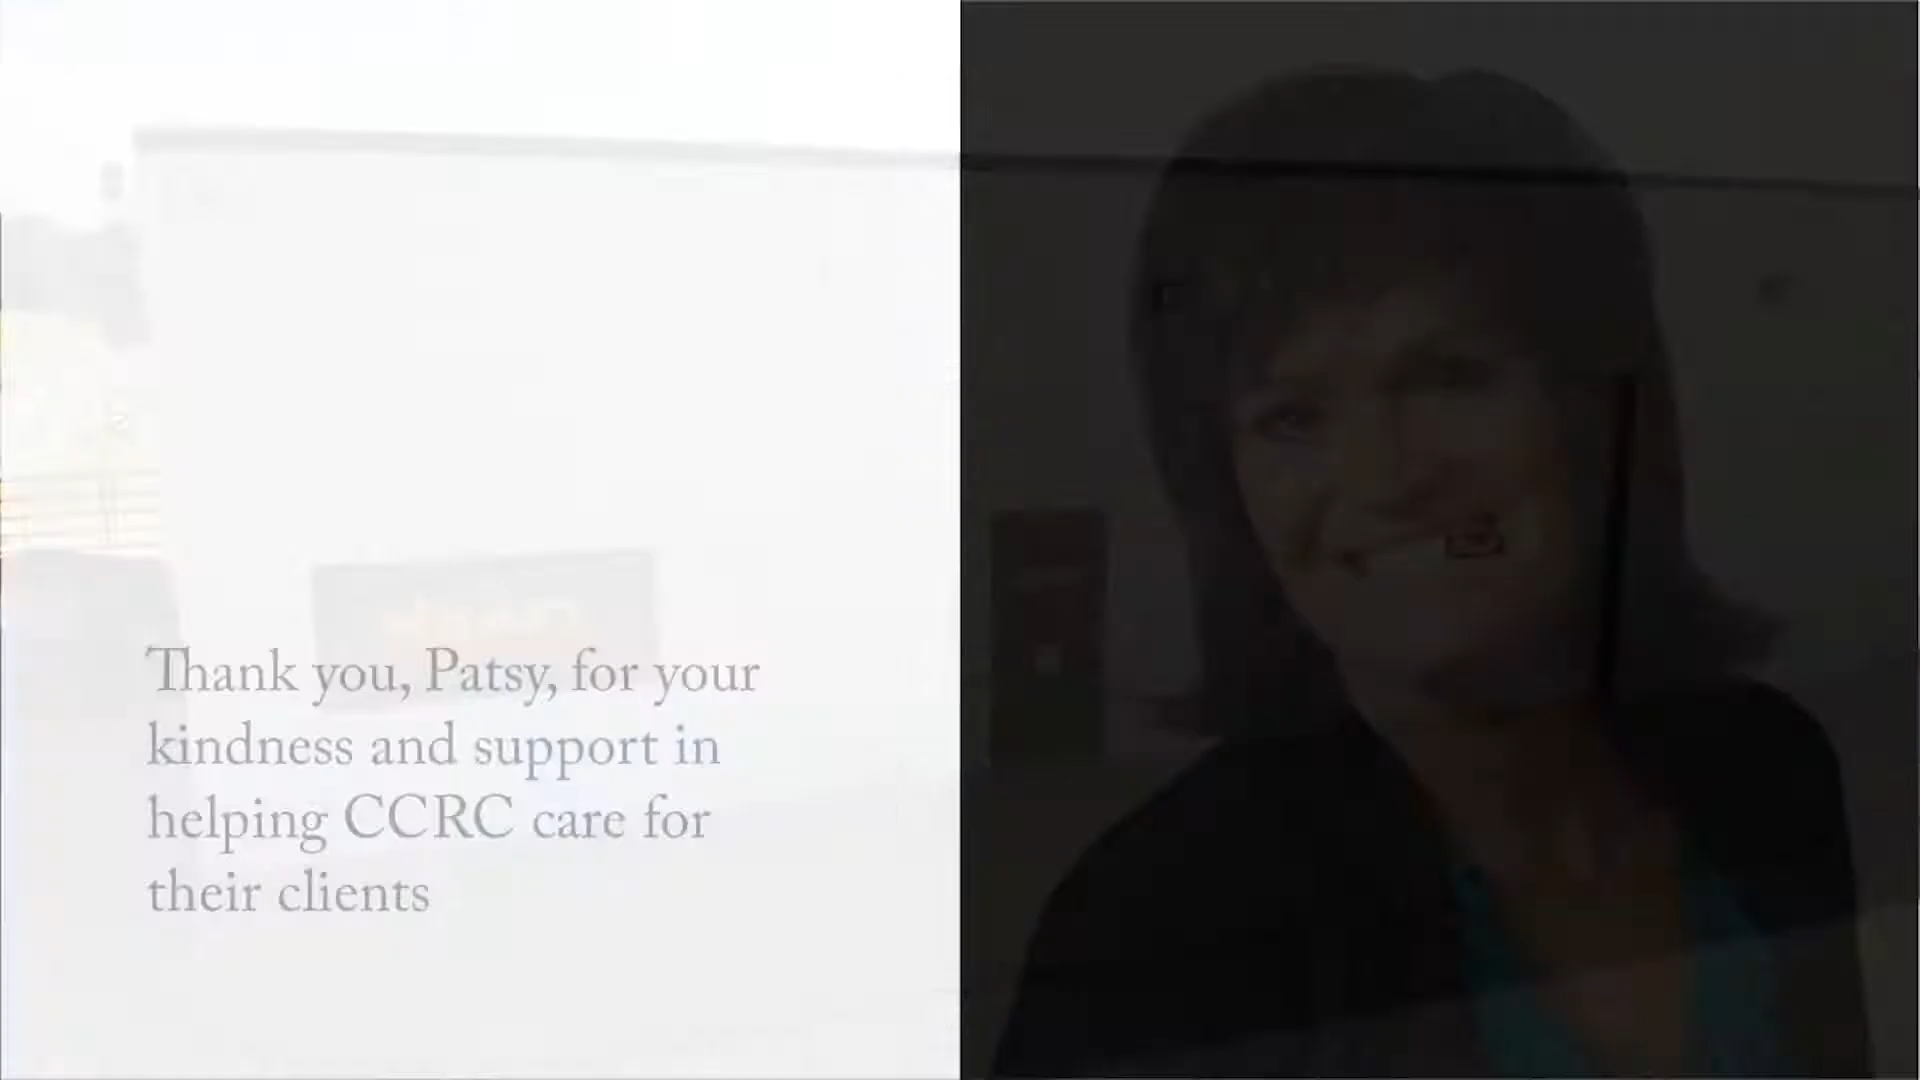 Thank you, Patsy, for your
kindness and support in
helping CCRC care for
their clients